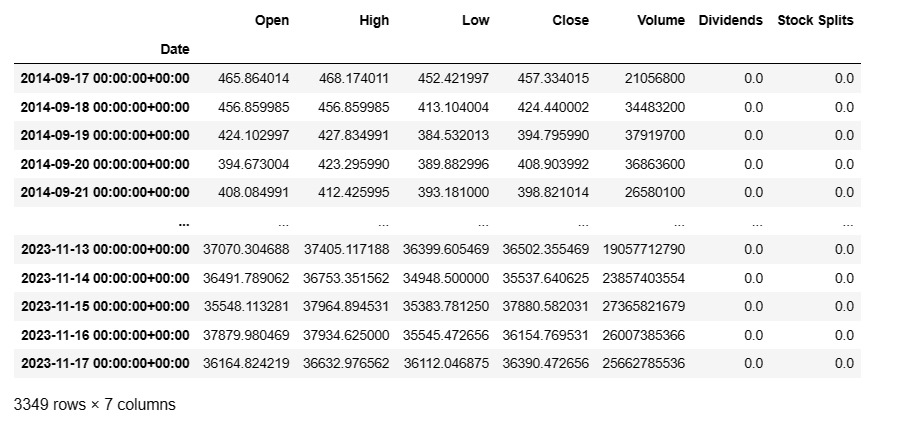 Open High Low Close Volume Dividends Stock Splits
Date
2014-09-17 00:00:00+00:00 465.864014 468.174011 452.421997 457.334015 21056800 0.0 0.0
2014-09-18 00:00:00+00:00 456.859985 456.859985 413.104004 424.440002 34483200 0.0 0.0
2014-09-19 00:00:00+00:00 424.102997 427.834991 384.532013 394.795990 37919700 0.0 0.0
2014-09-20 00:00:00+00:00 394.673004 423.295990 389.882996 408.903992 36863600 0.0 0.0
2014-09-21 00:00:00+00:00 408.084991 412.425995 393.181000 398.821014 26580100 0.0 0.0
... ... ... ... ... ... ... ...
2023-11-13 00:00:00+00:00 37070.304688 37405.117188 36399.605469 36502.355469 19057712790 0.0 0.0
2023-11-14 00:00:00+00:00 36491.789062 36753.351562 34948.500000 35537.640625 23857403554 0.0 0.0
2023-11-15 00:00:00+00:00 35548.113281 37964.894531 35383.781250 37880.582031 27365821679 0.0 0.0
2023-11-16 00:00:00+00:00 37879.980469 37934.625000 35545.472656 36154.769531 26007385366 0.0 0.0
2023-11-17 00:00:00+00:00 36164.824219 36632.976562 36112.046875 36390.472656 25662785536 0.0 0.0
3349 rows × 7 columns